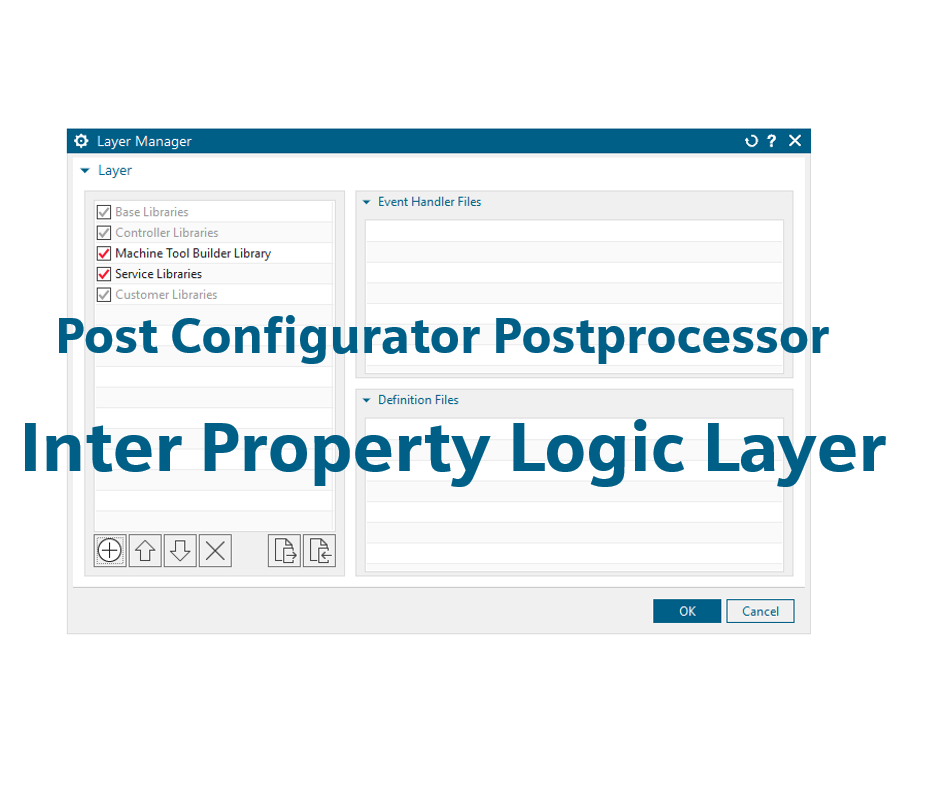 Layer Manager
?
Layer
Base Libraries
Controller Libraries
Machine Tool Builder Library
Service Libraries
Customer Libraries
Event Handler Files
Post Configurator Postprocessor
Definition Files
Inter Property Logic Layer
OK
Cancel